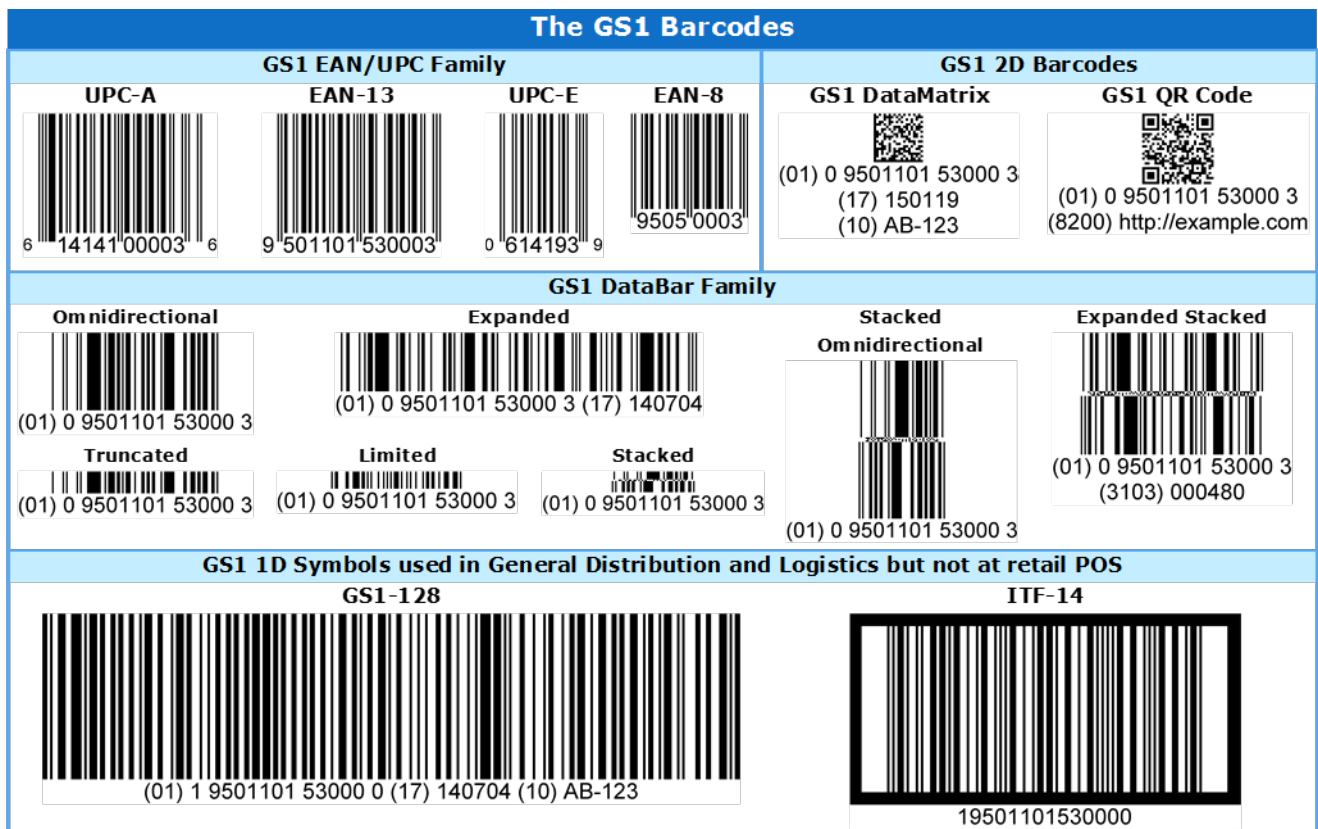 The GS1 Barcodes
GS1 EAN/UPC Family
UPC-A
6 14141 00003 6
EAN-13
9 501101 530003
UPC-E
0 614193 9
EAN-8
9505 0003
GS1 2D Barcodes
GS1 DataMatrix
(01) 0 9501101 53000 3
(17) 150119
(10) AB-123
GS1 QR Code
(01) 0 9501101 53000 3
(8200) http://example.com
GS1 DataBar Family
Omnidirectional
(01) 0 9501101 53000 3
Expanded
(01) 0 9501101 53000 3 (17) 140704
Stacked
Omnidirectional
(01) 0 9501101 53000 3
Expanded Stacked
(01) 0 9501101 53000 3
(3103) 000480
Truncated
(01) 0 9501101 53000 3
Limited
(01) 0 9501101 53000 3
Stacked
(01) 0 9501101 53000 3
GS1 1D Symbols used in General Distribution and Logistics but not at retail POS
GS1-128
(01) 1 9501101 53000 0 (17) 140704 (10) AB-123
ITF-14
19501101530000